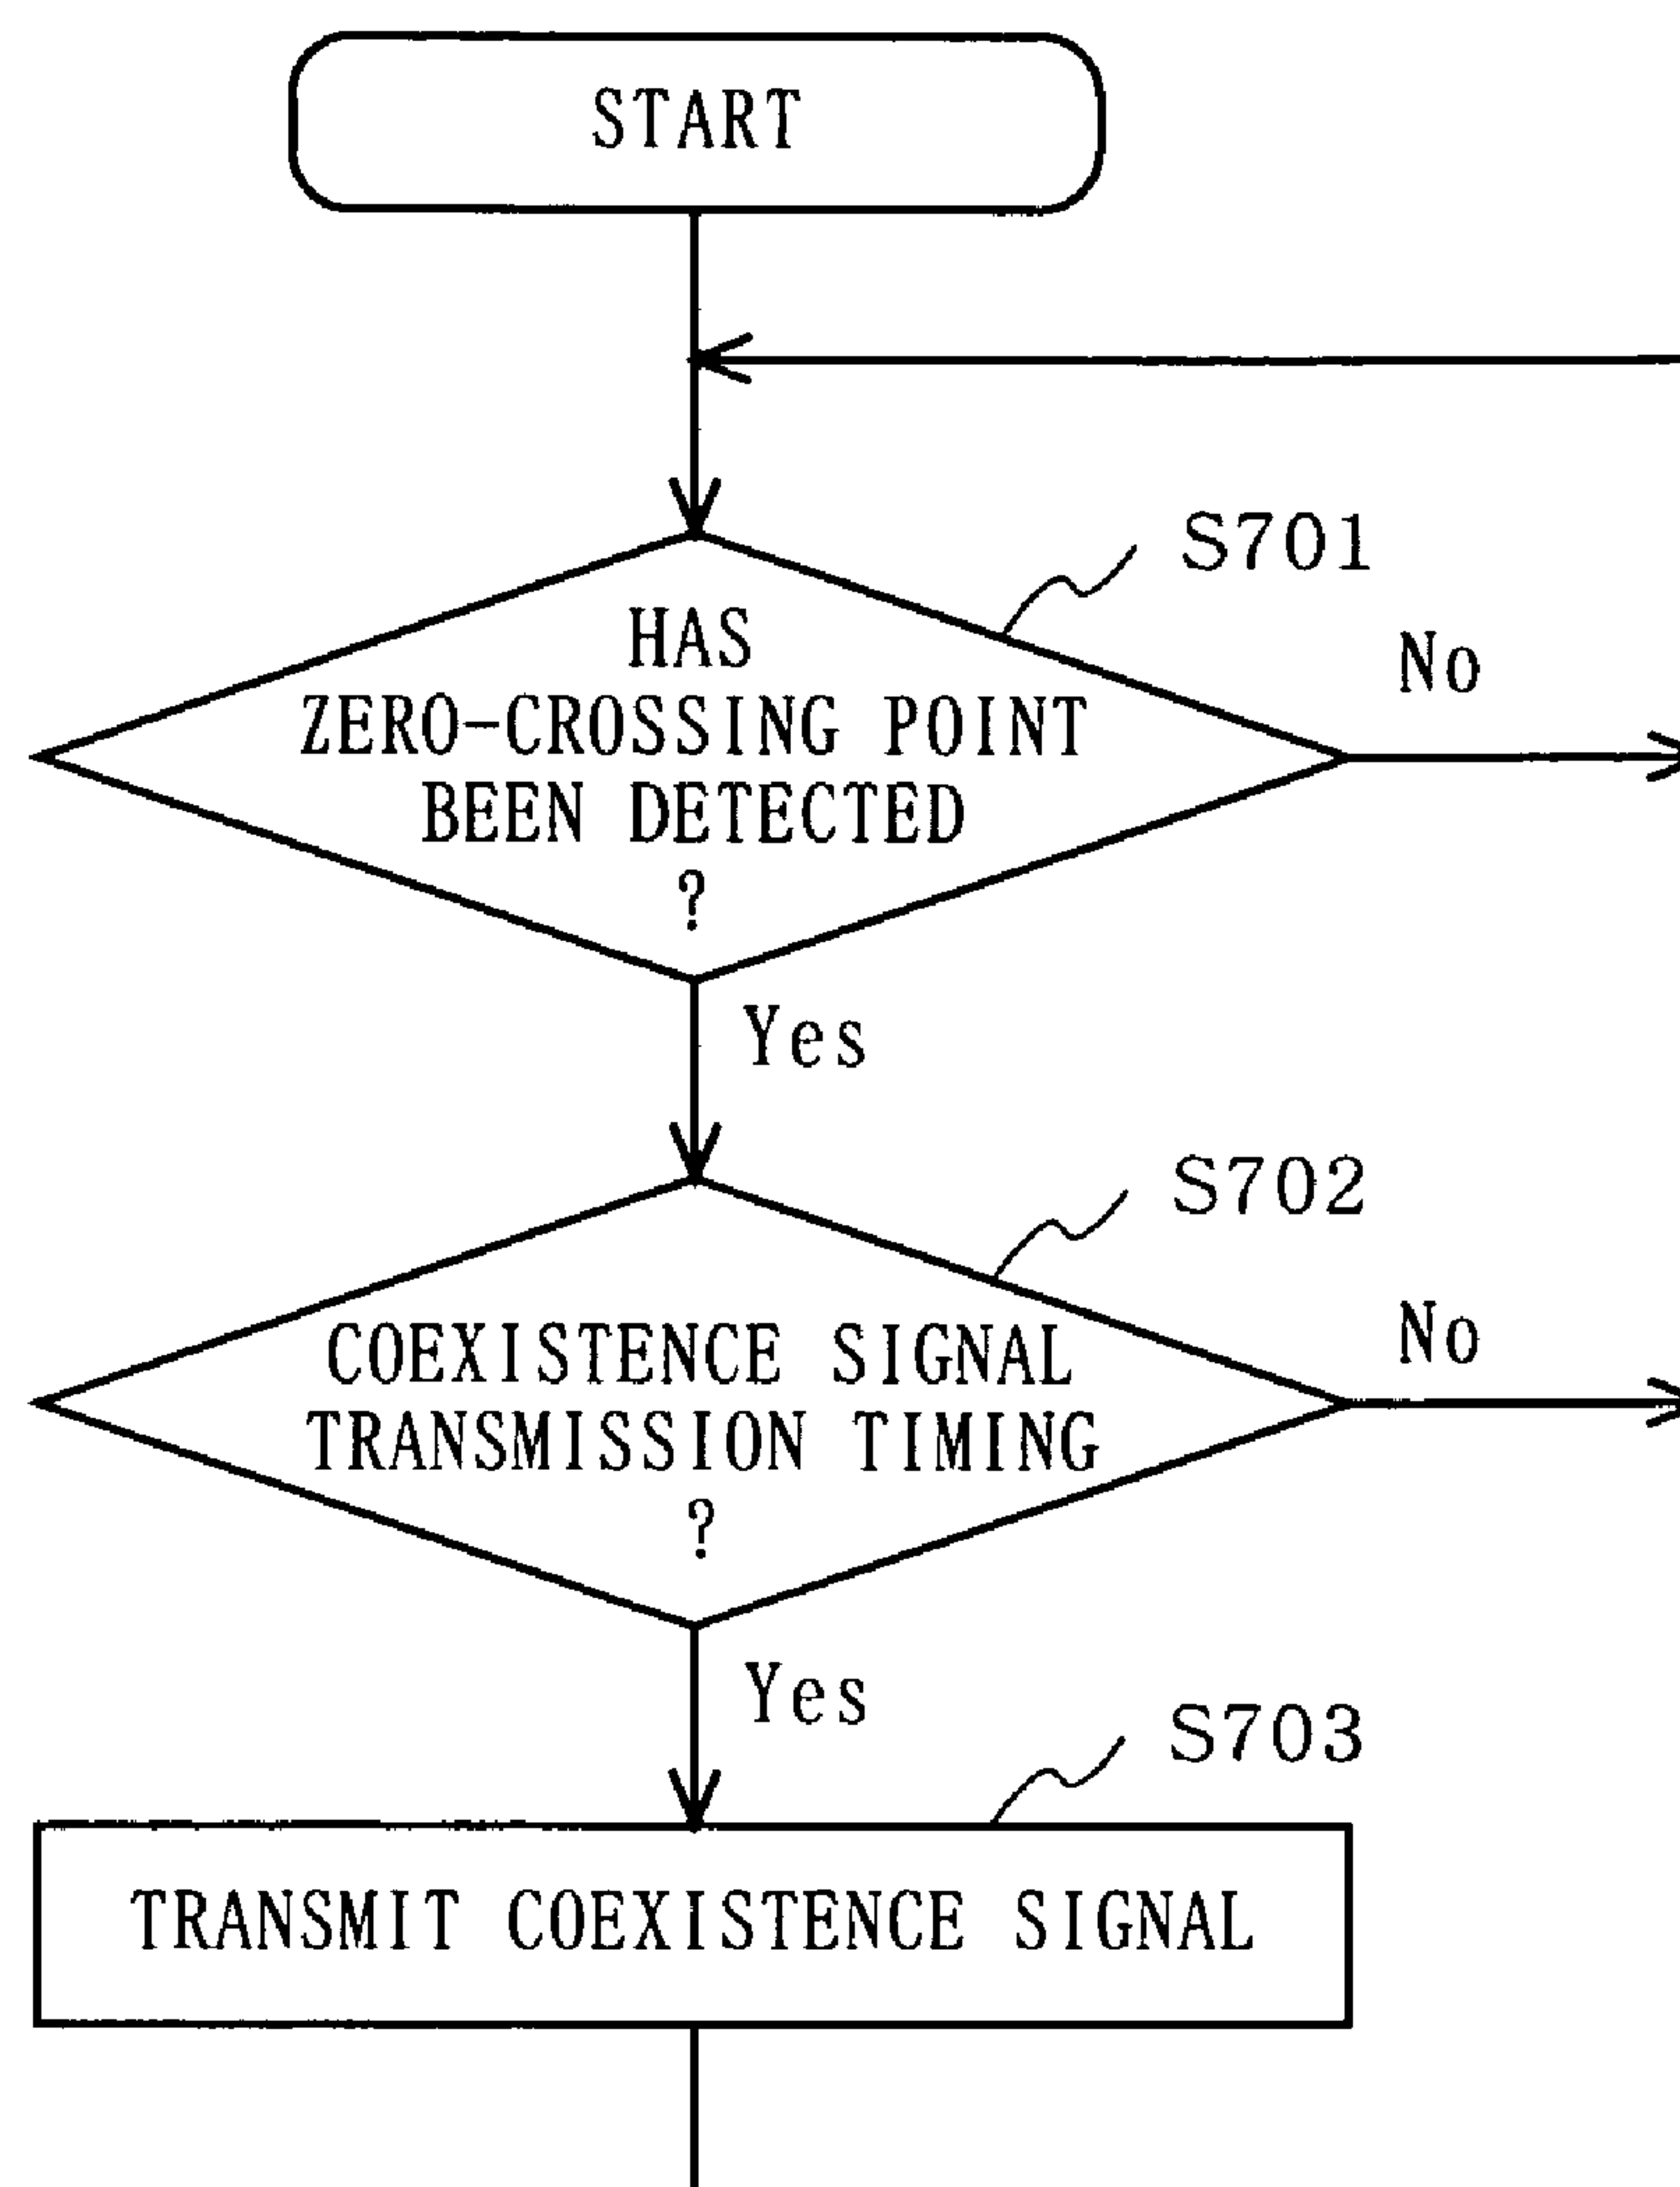 START
S701
HAS
ZERO-CROSSING POINT
BEEN DETECTED
?
No
Yes
S702
COEXISTENCE SIGNAL
TRANSMISSION TIMING
?
No
Yes
S703
TRANSMIT COEXISTENCE SIGNAL